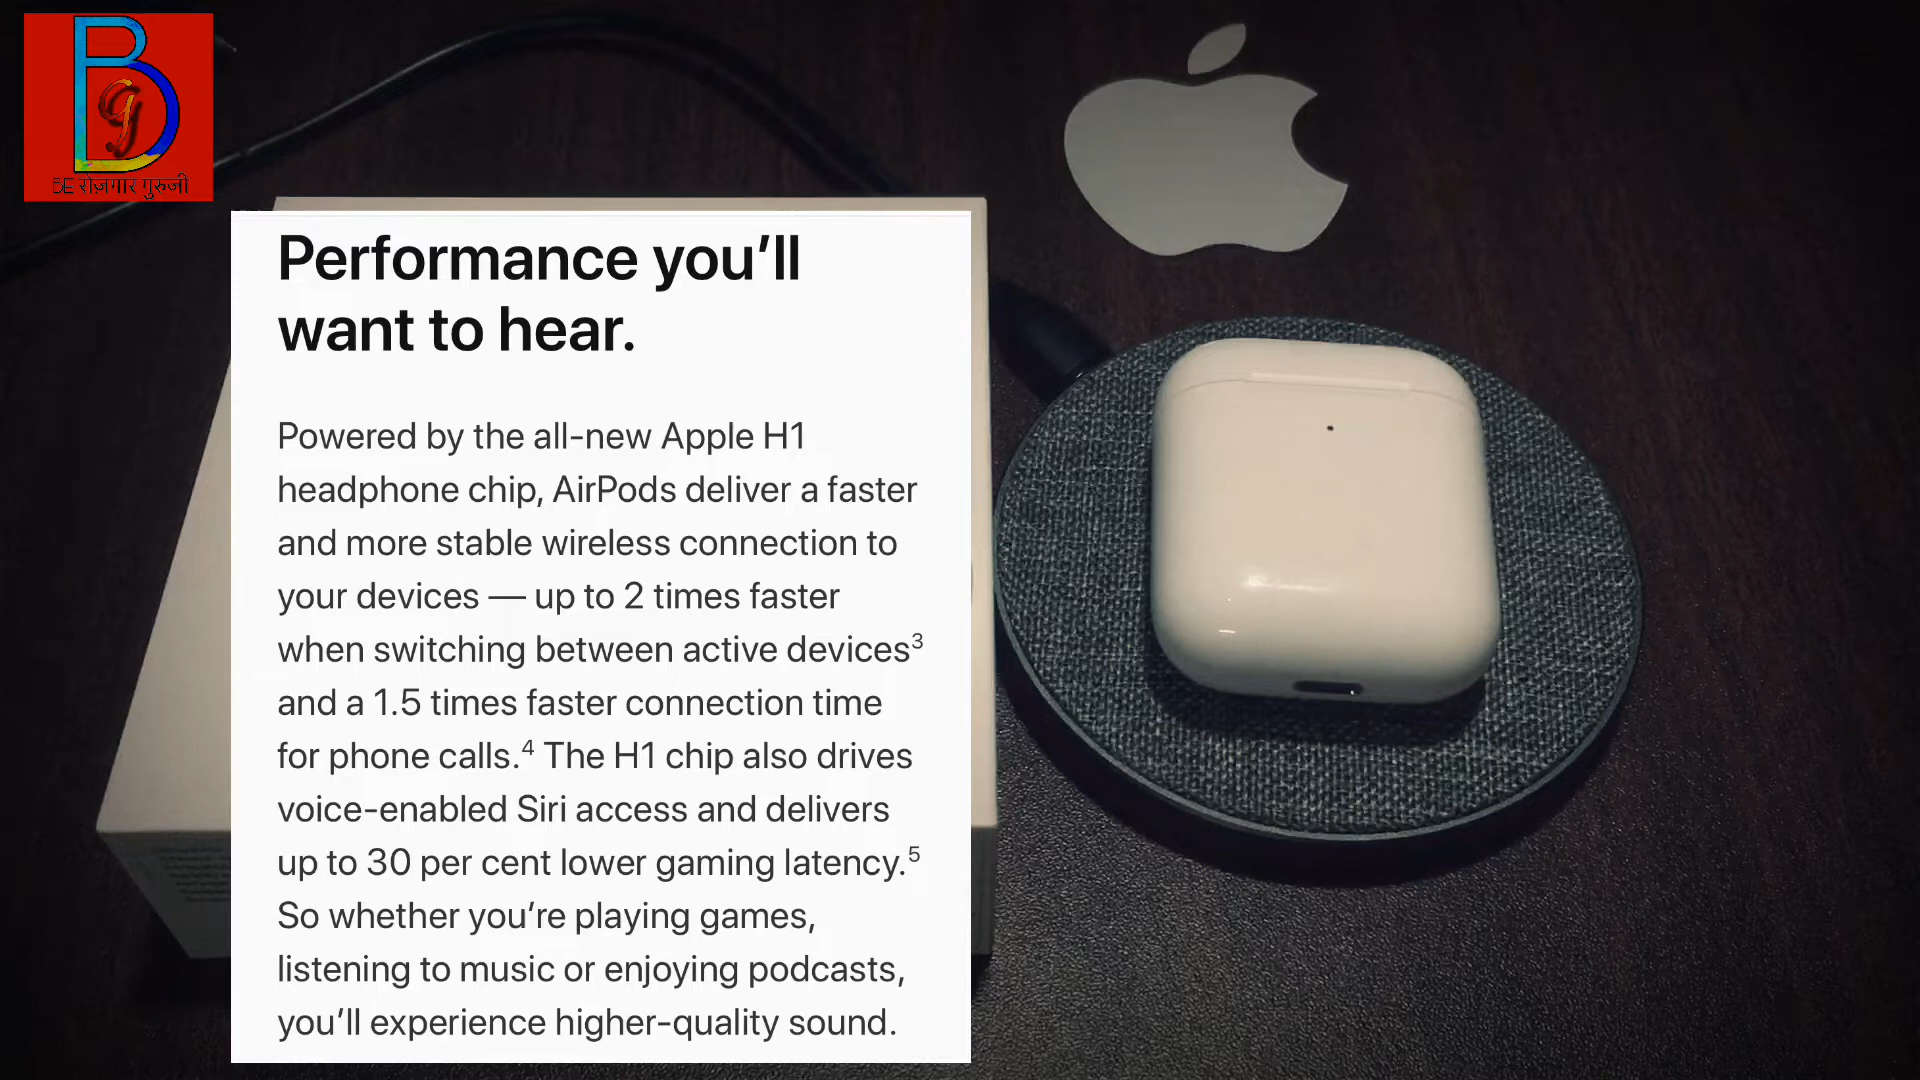 BE रोज़गार गुरुजी
Performance you’ll
want to hear.
Powered by the all-new Apple H1
headphone chip, AirPods deliver a faster
and more stable wireless connection to
your devices — up to 2 times faster
when switching between active devices³
and a 1.5 times faster connection time
for phone calls.⁴ The H1 chip also drives
voice-enabled Siri access and delivers
up to 30 per cent lower gaming latency.⁵
So whether you’re playing games,
listening to music or enjoying podcasts,
you’ll experience higher-quality sound.